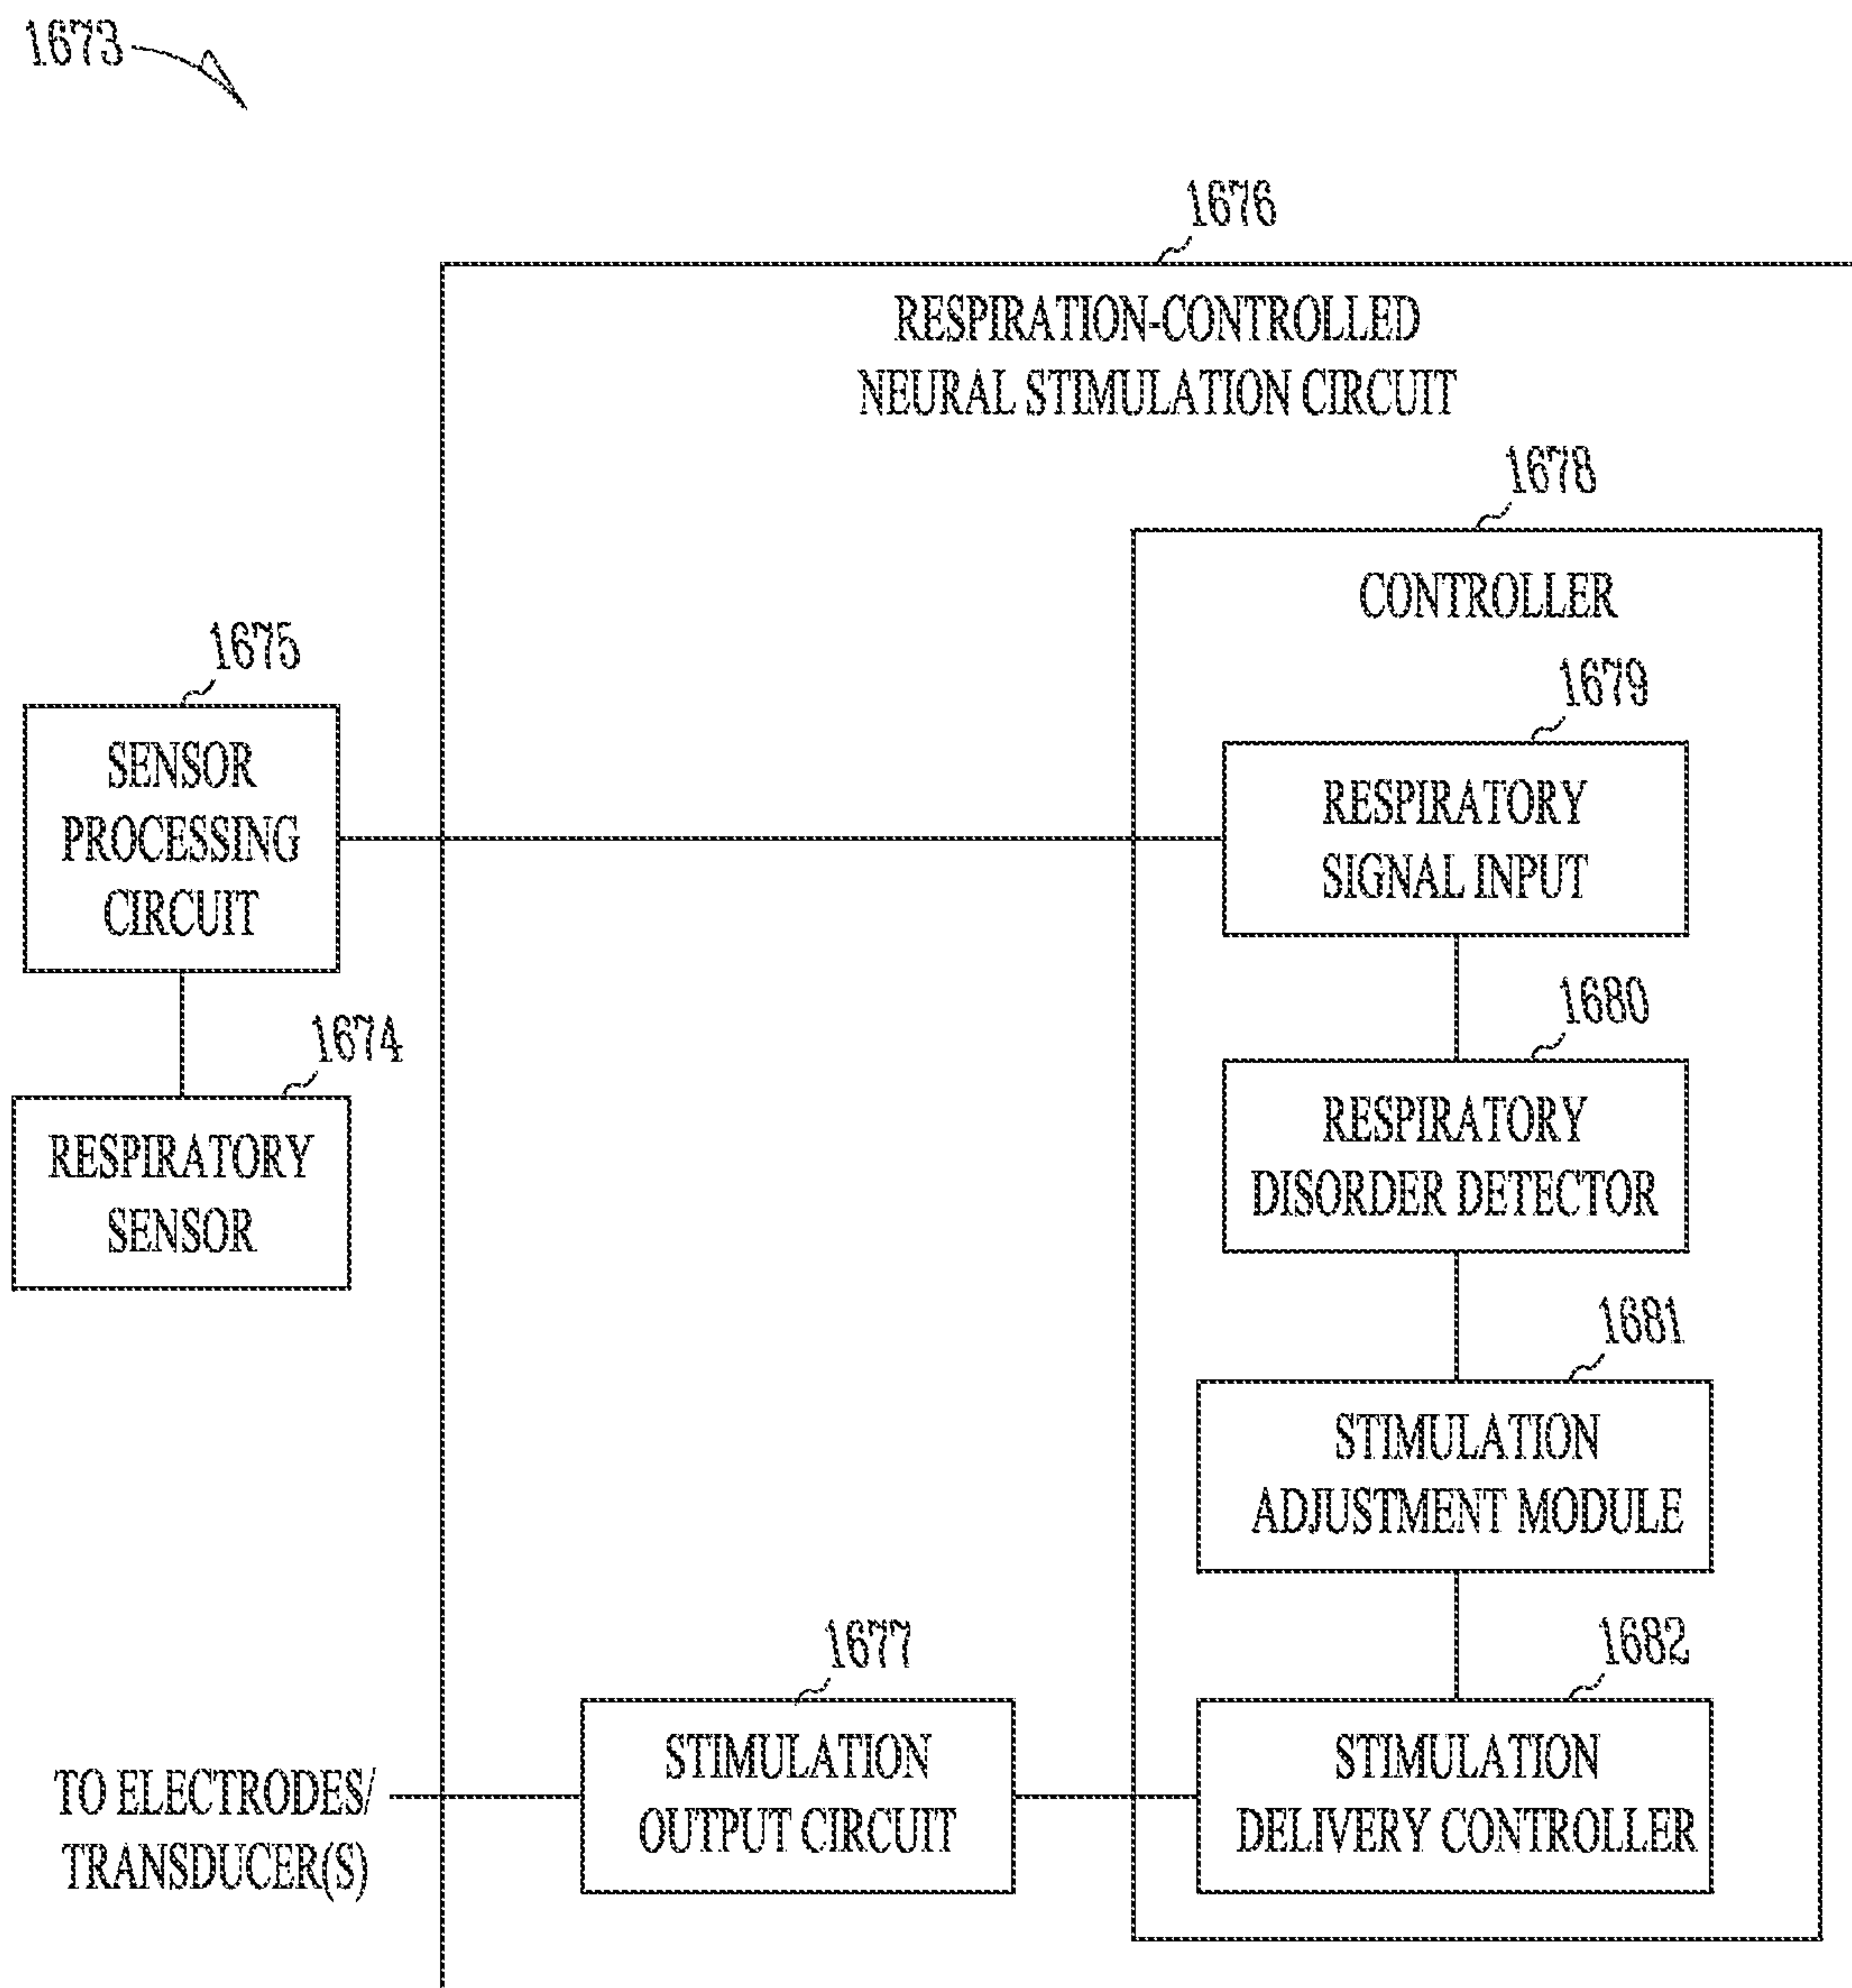 1673
1676
RESPIRATION-CONTROLLED
NEURAL STIMULATION CIRCUIT
1678
CONTROLLER
1675
SENSOR
PROCESSING
CIRCUIT
1679
RESPIRATORY
SIGNAL INPUT
1674
RESPIRATORY
SENSOR
1680
RESPIRATORY
DISORDER DETECTOR
1681
STIMULATION
ADJUSTMENT MODULE
1677
STIMULATION
OUTPUT CIRCUIT
1682
STIMULATION
DELIVERY CONTROLLER
TO ELECTRODES/
TRANSDUCER(S)